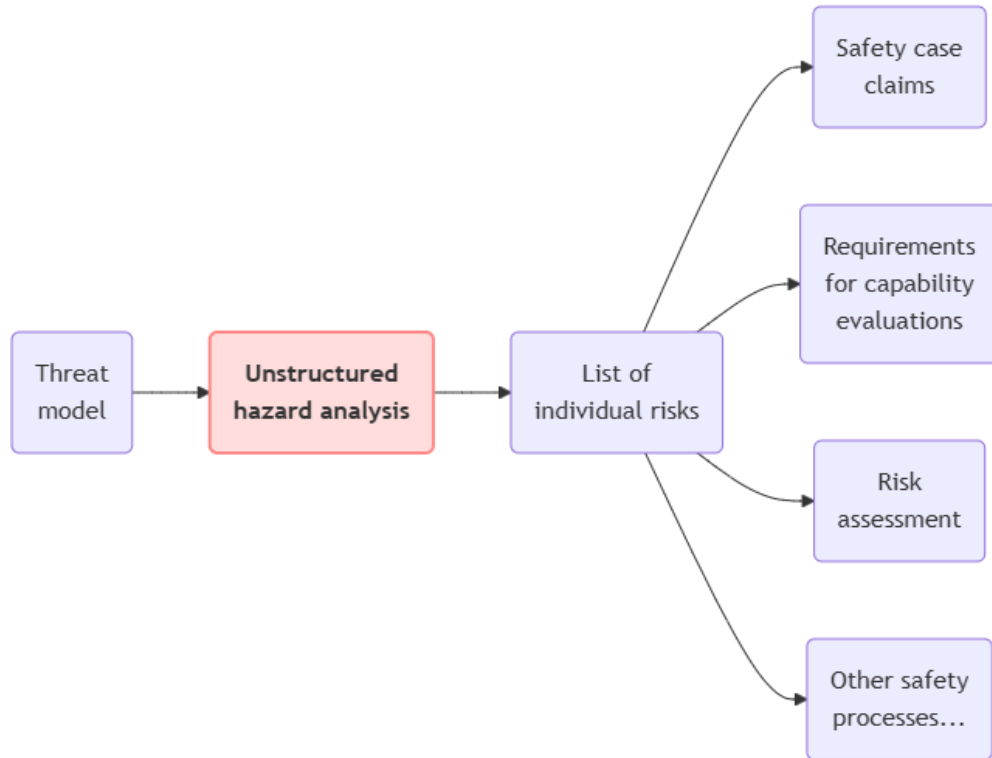 Safety case
claims
Requirements
for capability
evaluations
Threat
model
Unstructured
hazard analysis
List of
individual risks
Risk
assessment
Other safety
processes...